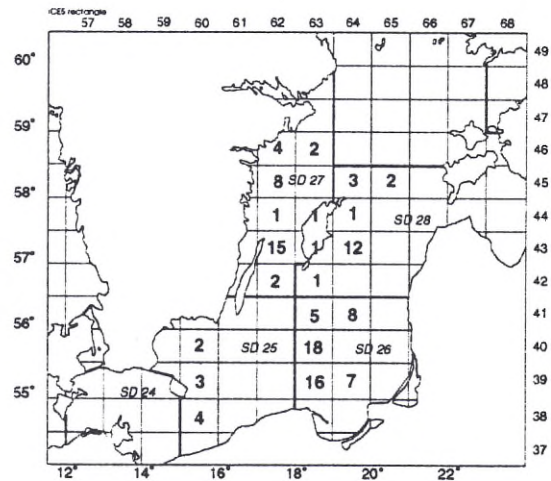 ICES rectangle
57 58 59 60 61 62 63 64 65 66 67 68
60° 49
48
59° 47
4 2 46
8 SD 27 3 2 45
58°
1 1 1 SD 28 44
57° 15 1 12 43
2 1 42
56° 5 8 41
2 SD 25 18 SD 26 40
3 16 7 39
55° SD 24
4 38
37
12° 14° 16° 18° 20° 22°